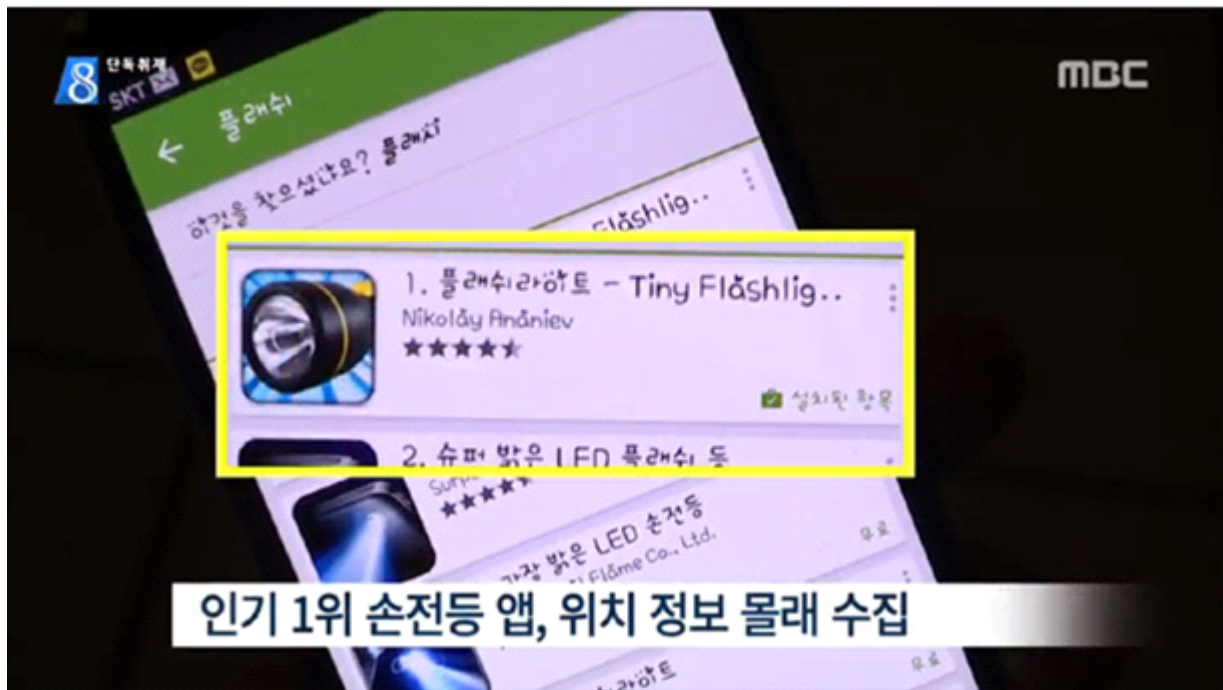 8 단독취재
MBC
SKT
← 플래쉬
이것을 찾으셨나요? 플래시
Flashlig..
1. 플래쉬라이트 - Tiny Flashlig..
Nikolay Ananiev
설치된 항목
2. 슈퍼 밝은 LED 플래쉬 등
가장 밝은 LED 손전등
Flame Co., Ltd.
무료
인기 1위 손전등 앱, 위치 정보 몰래 수집
무료
라이트